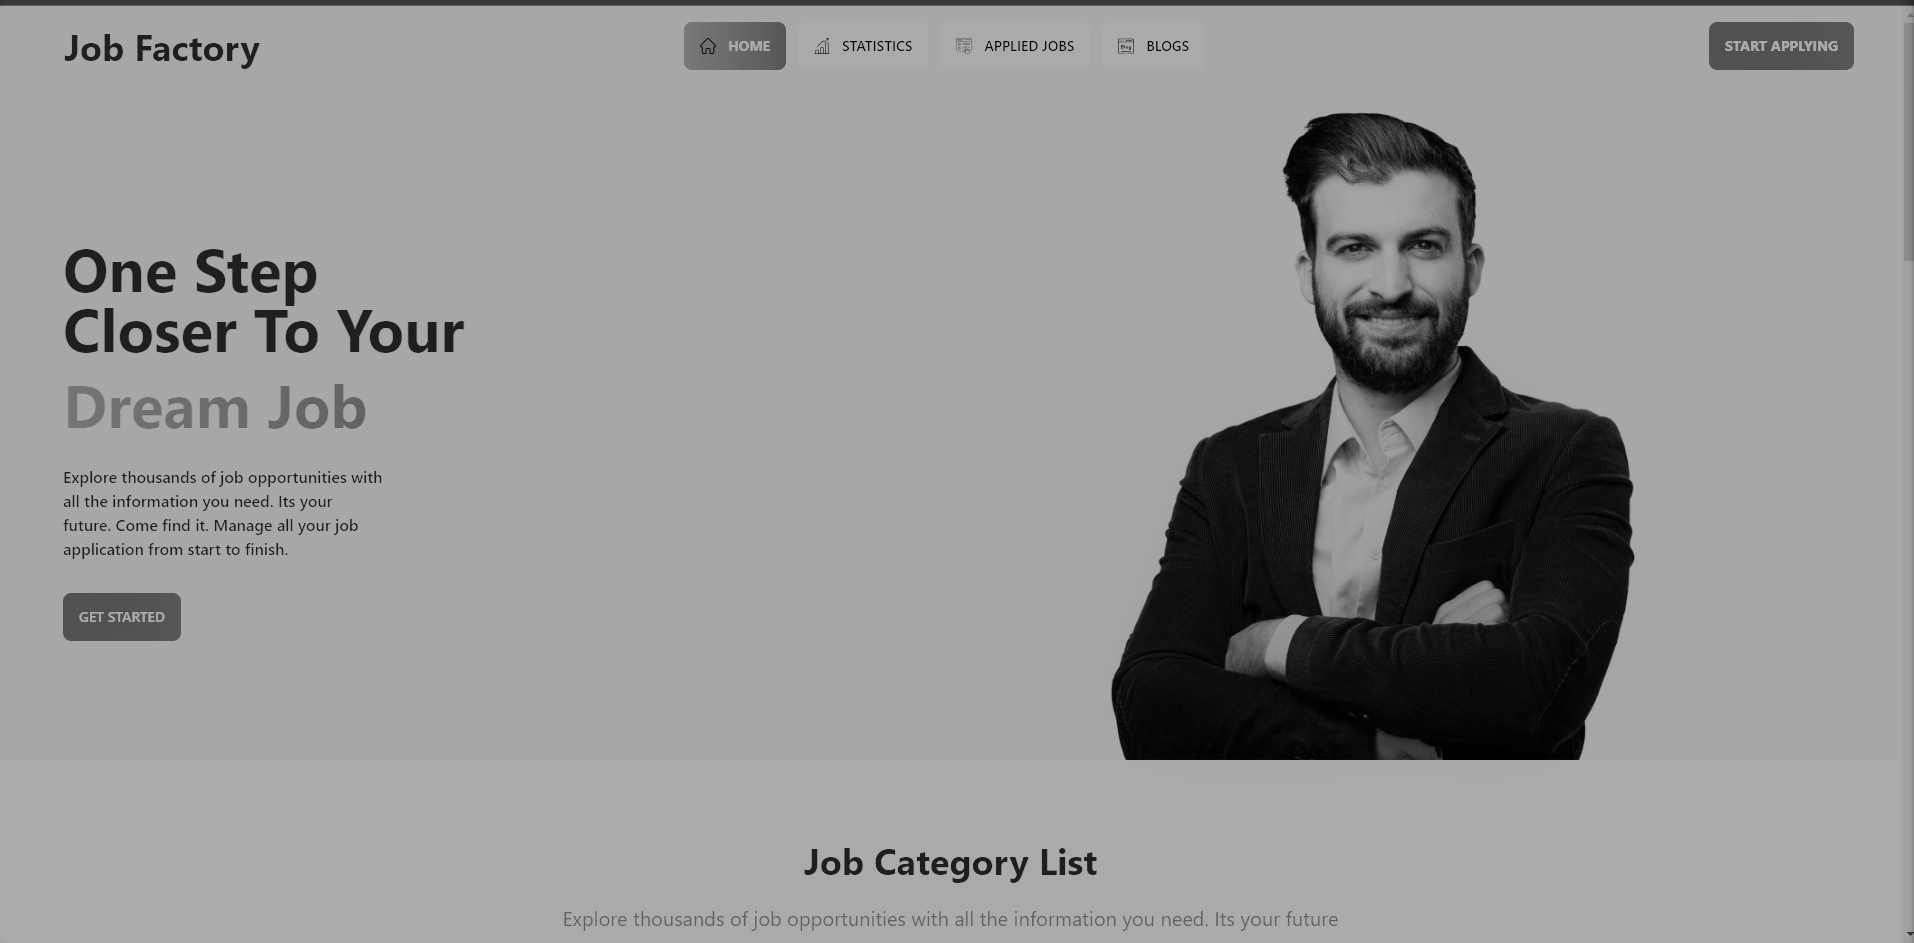 Job Factory
HOME
STATISTICS
APPLIED JOBS
BLOGS
START APPLYING
One Step
Closer To Your
Dream Job
Explore thousands of job opportunities with
all the information you need. Its your
future. Come find it. Manage all your job
application from start to finish.
GET STARTED
Job Category List
Explore thousands of job opportunities with all the information you need. Its your future